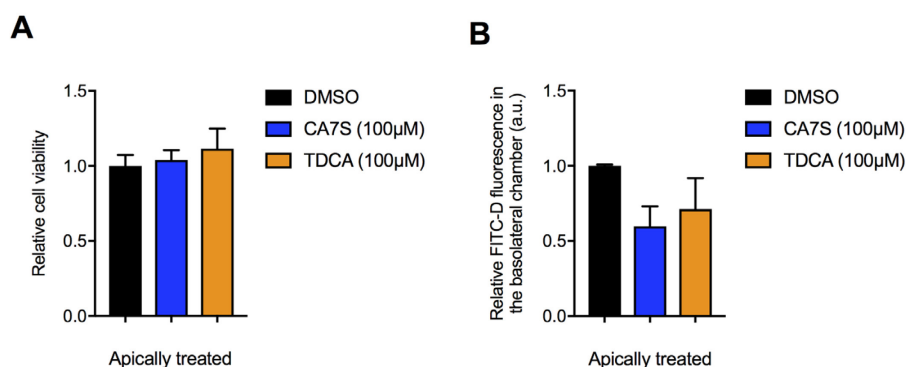 A
Relative cell viability
1.5
1.0
0.5
0.0
Apically treated
DMSO
CA7S (100µM)
TDCA (100µM)
B
Relative FITC-D fluorescence in
the basolateral chamber (a.u.)
1.5
1.0
0.5
0.0
Apically treated
DMSO
CA7S (100µM)
TDCA (100µM)